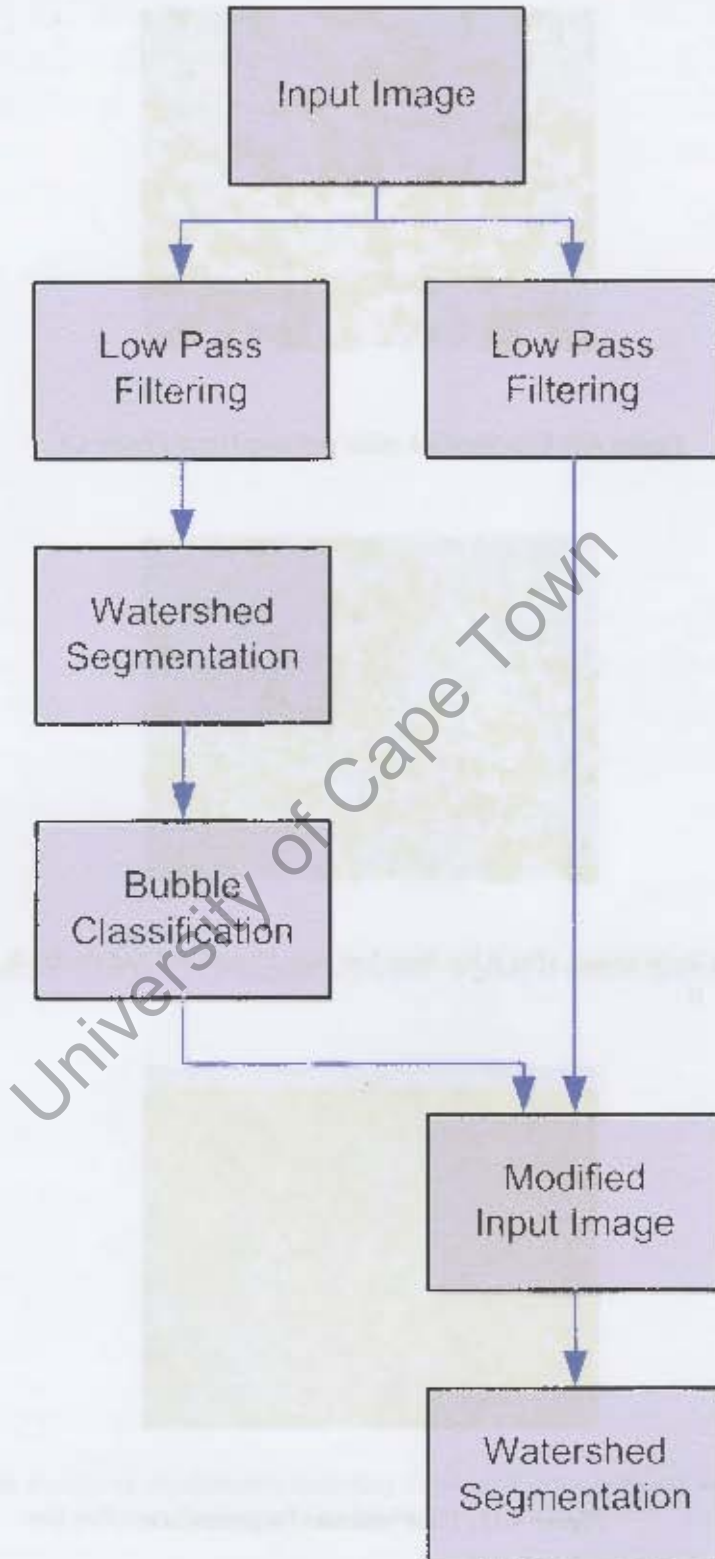 Input Image
Low Pass
Filtering
Low Pass
Filtering
Watershed
Segmentation
Bubble
Classification
Modified
Input Image
Watershed
Segmentation
University of Cape Town